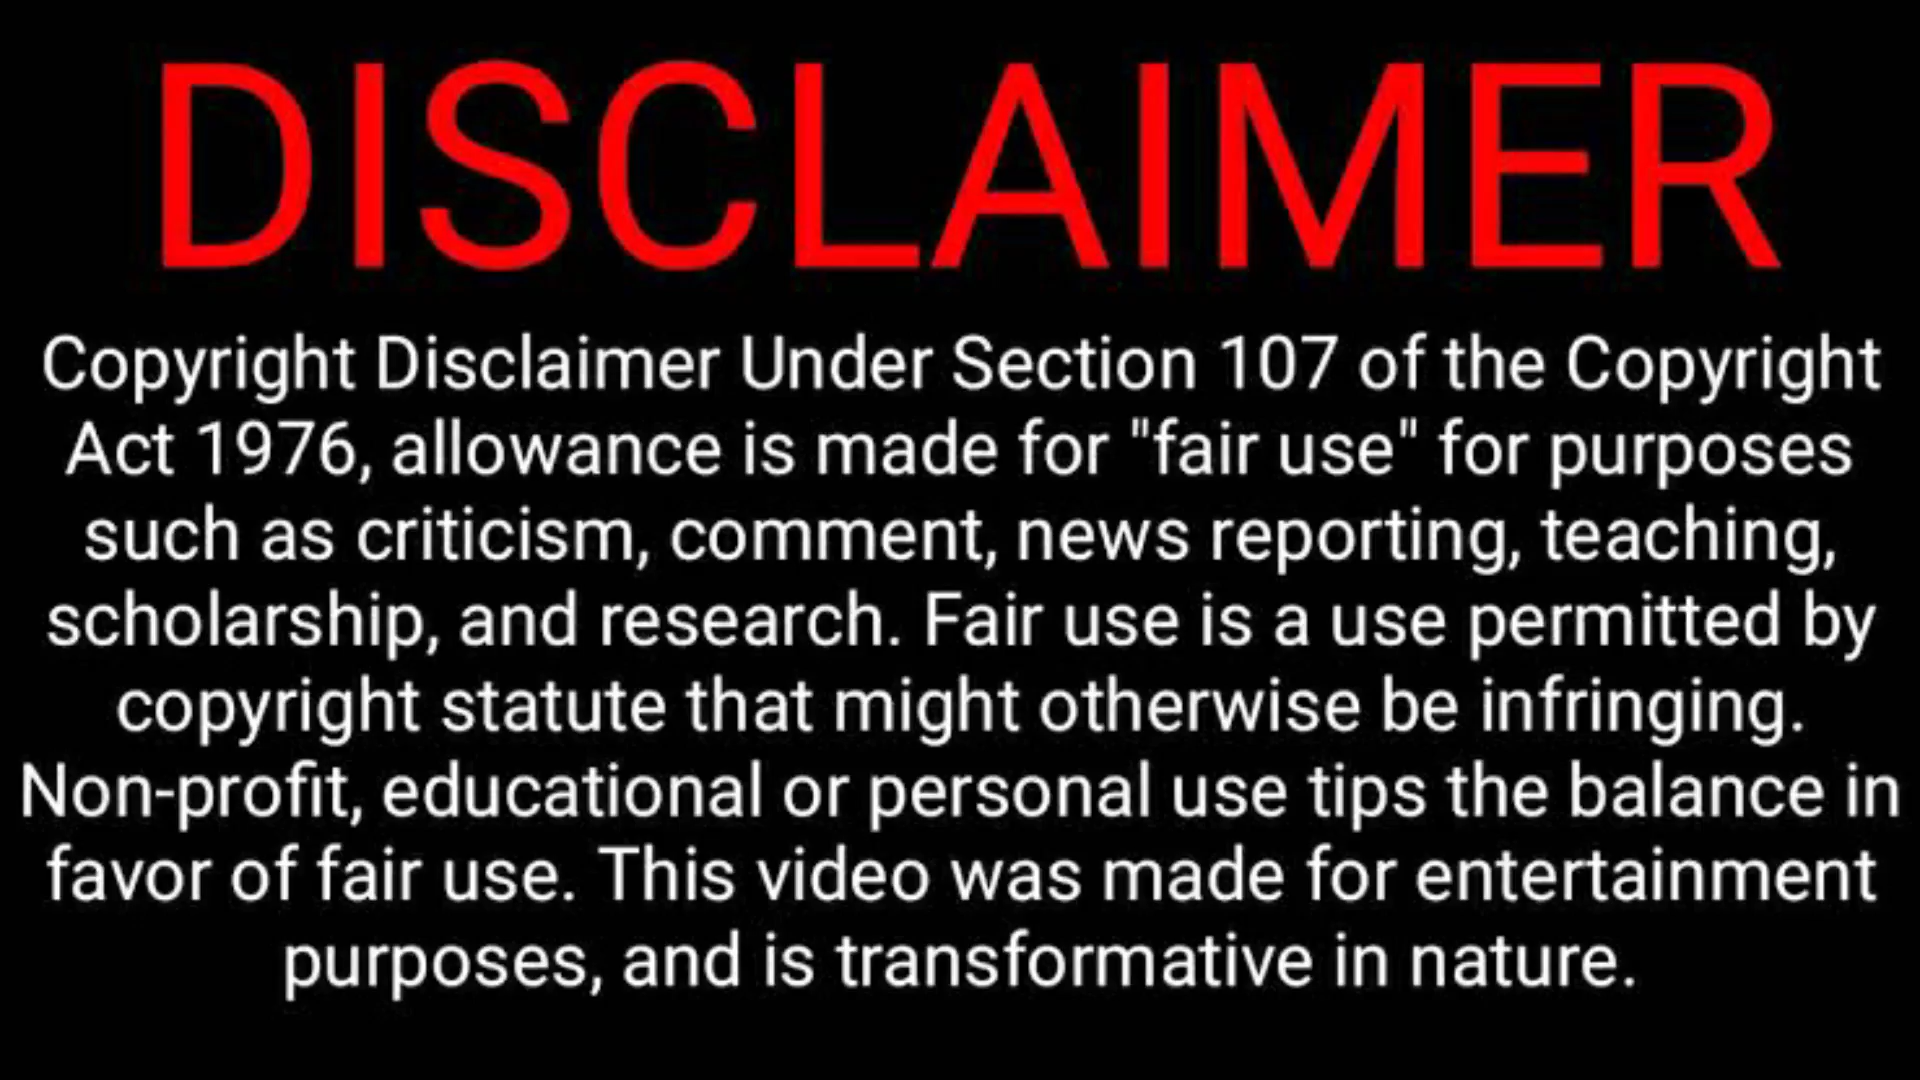 DISCLAIMER
Copyright Disclaimer Under Section 107 of the Copyright
Act 1976, allowance is made for "fair use" for purposes
such as criticism, comment, news reporting, teaching,
scholarship, and research. Fair use is a use permitted by
copyright statute that might otherwise be infringing.
Non-profit, educational or personal use tips the balance in
favor of fair use. This video was made for entertainment
purposes, and is transformative in nature.